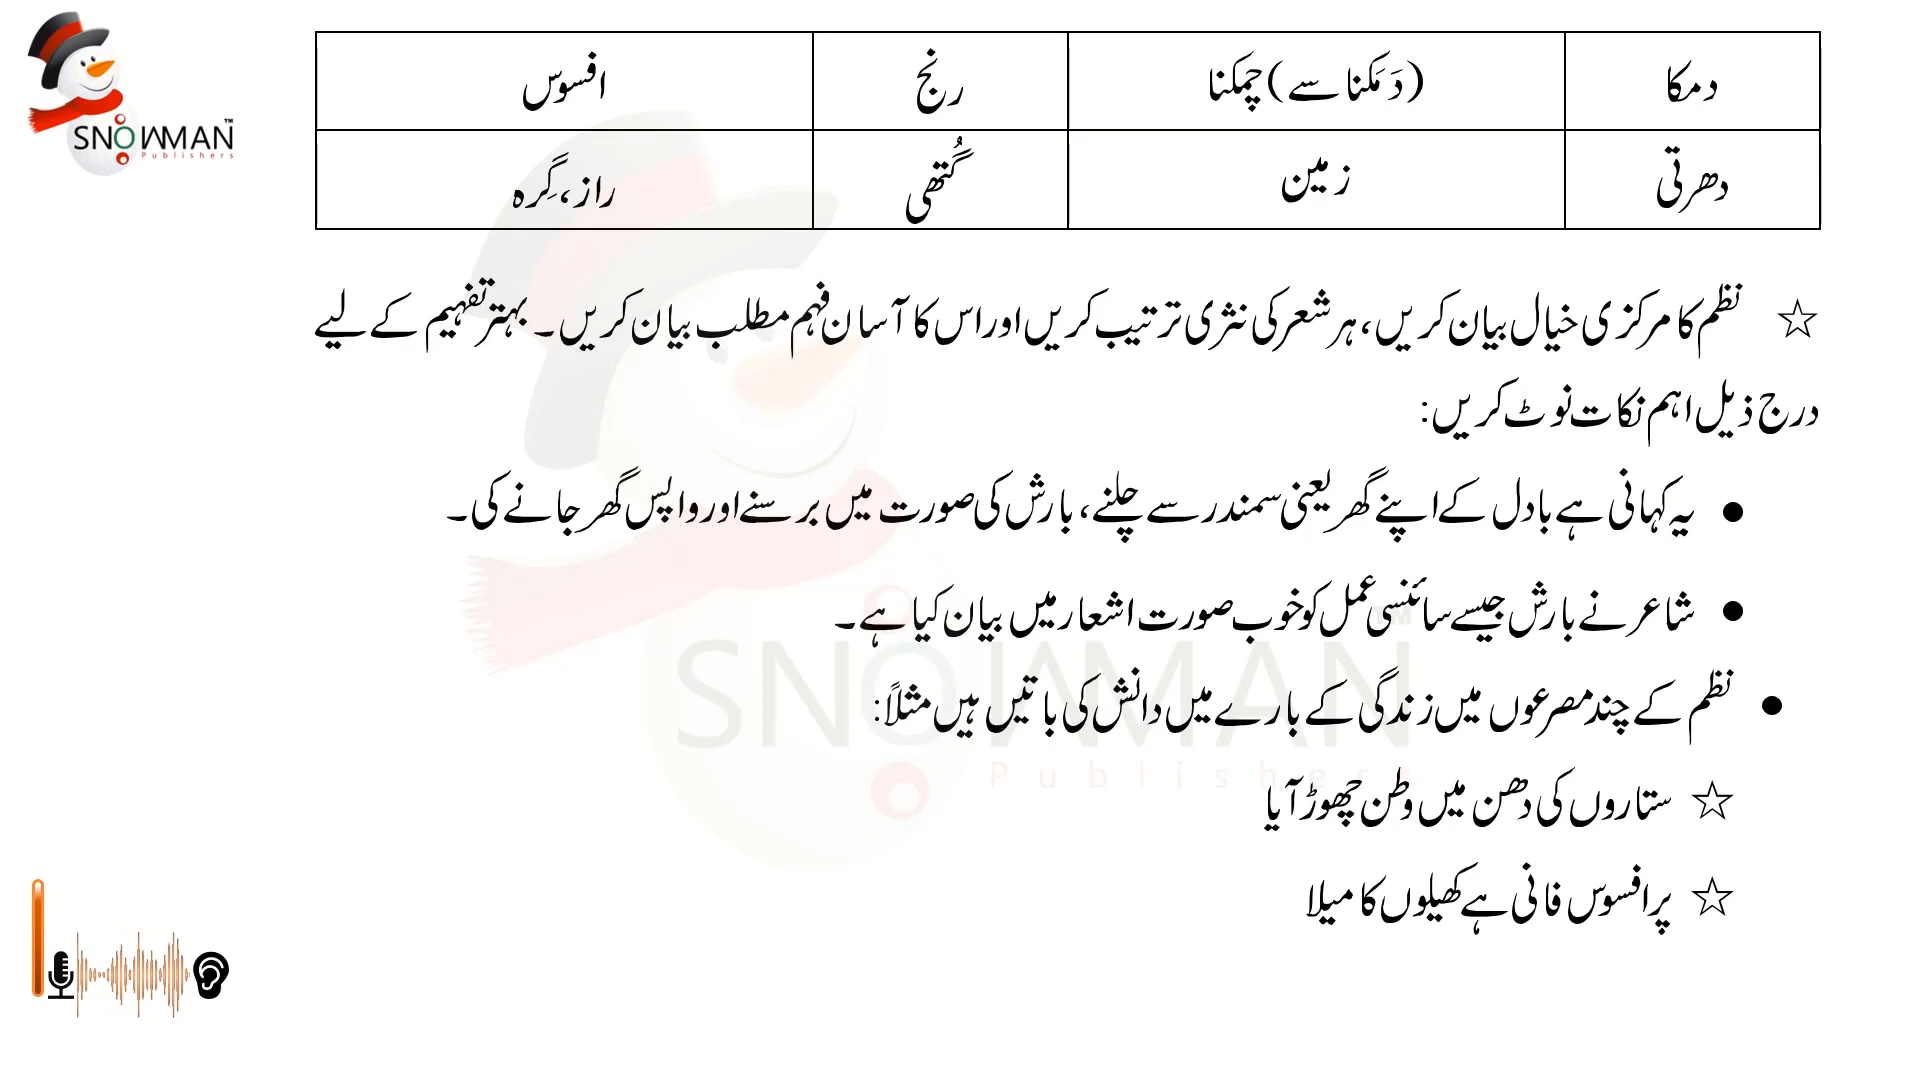 SNOWMAN™
Publishers
دمکا (دَمَکنا سے) چمکنا رنج افسوس
دھرتی زمین گُتھی راز، گِرہ
☆ نظم کا مرکزی خیال بیان کریں، ہر شعر کی نثری ترتیب کریں اور اس کا آسان فہم مطلب بیان کریں۔ بہتر تفہیم کے لیے
درج ذیل اہم نکات نوٹ کریں:
● یہ کہانی ہے بادل کے اپنے گھر یعنی سمندر سے چلنے، بارش کی صورت میں برسنے اور واپس گھر جانے کی۔
● شاعر نے بارش جیسے سائنسی عمل کو خوب صورت اشعار میں بیان کیا ہے۔
● نظم کے چند مصرعوں میں زندگی کے بارے میں دانش کی باتیں ہیں مثلاً:
☆ ستاروں کی دھن میں وطن چھوڑ آیا
☆ پر افسوس فانی ہے کھیلوں کا میلا
SNOWMAN™
Publishers